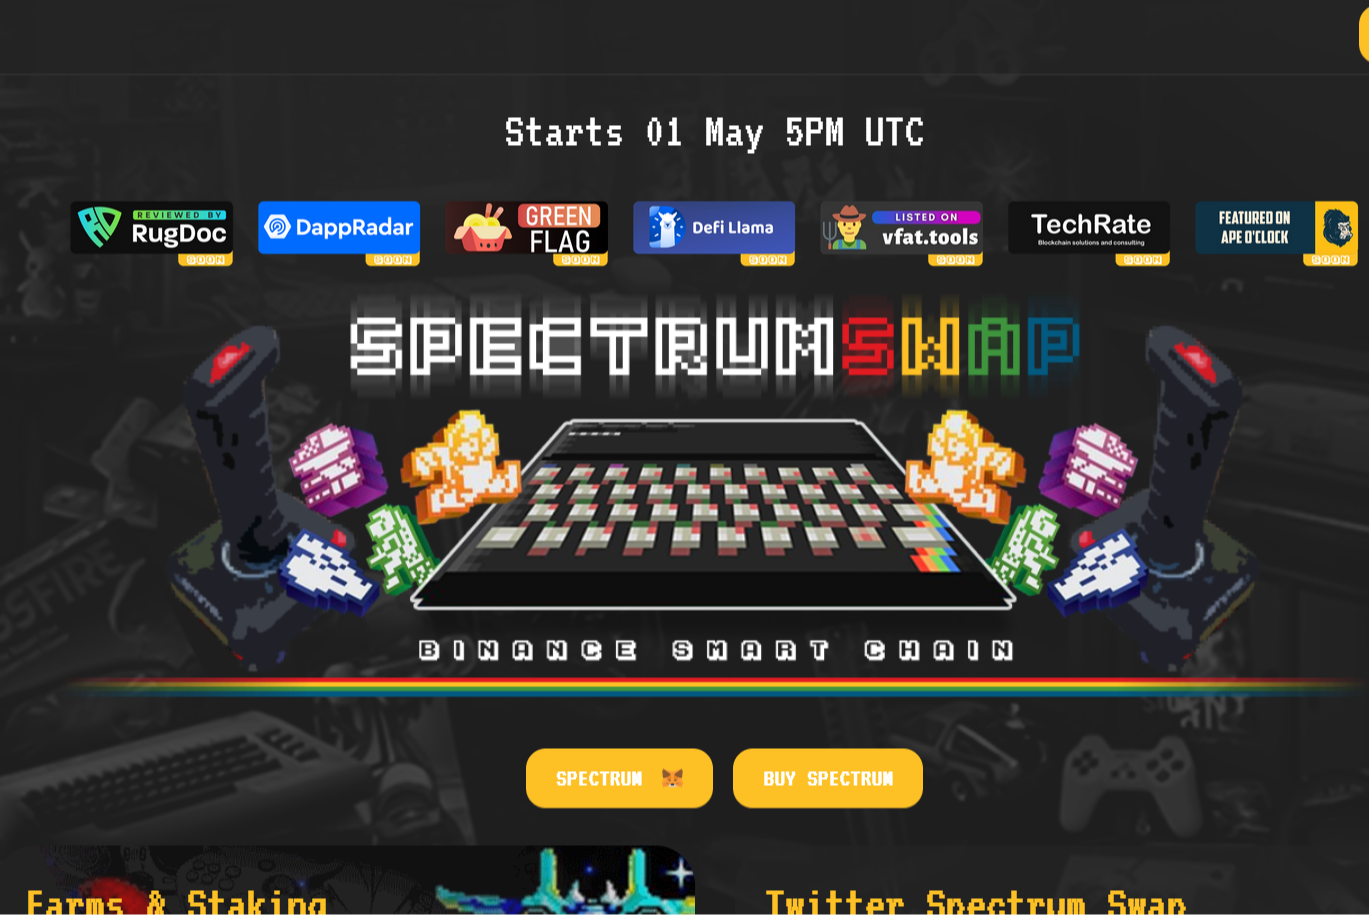 Starts 01 May 5PM UTC
REVIEWED BY
RugDoc
SOON
DappRadar
SOON
GREEN
FLAG
SOON
Defi Llama
SOON
LISTED ON
vfat.tools
SOON
TechRate
Blockchain solutions and consulting
SOON
FEATURED ON
APE O'CLOCK
SOON
SPECTRUMSWAP
BINANCE SMART CHAIN
SPECTRUM
BUY SPECTRUM
Farms & Staking
Twitter Spectrum Swap